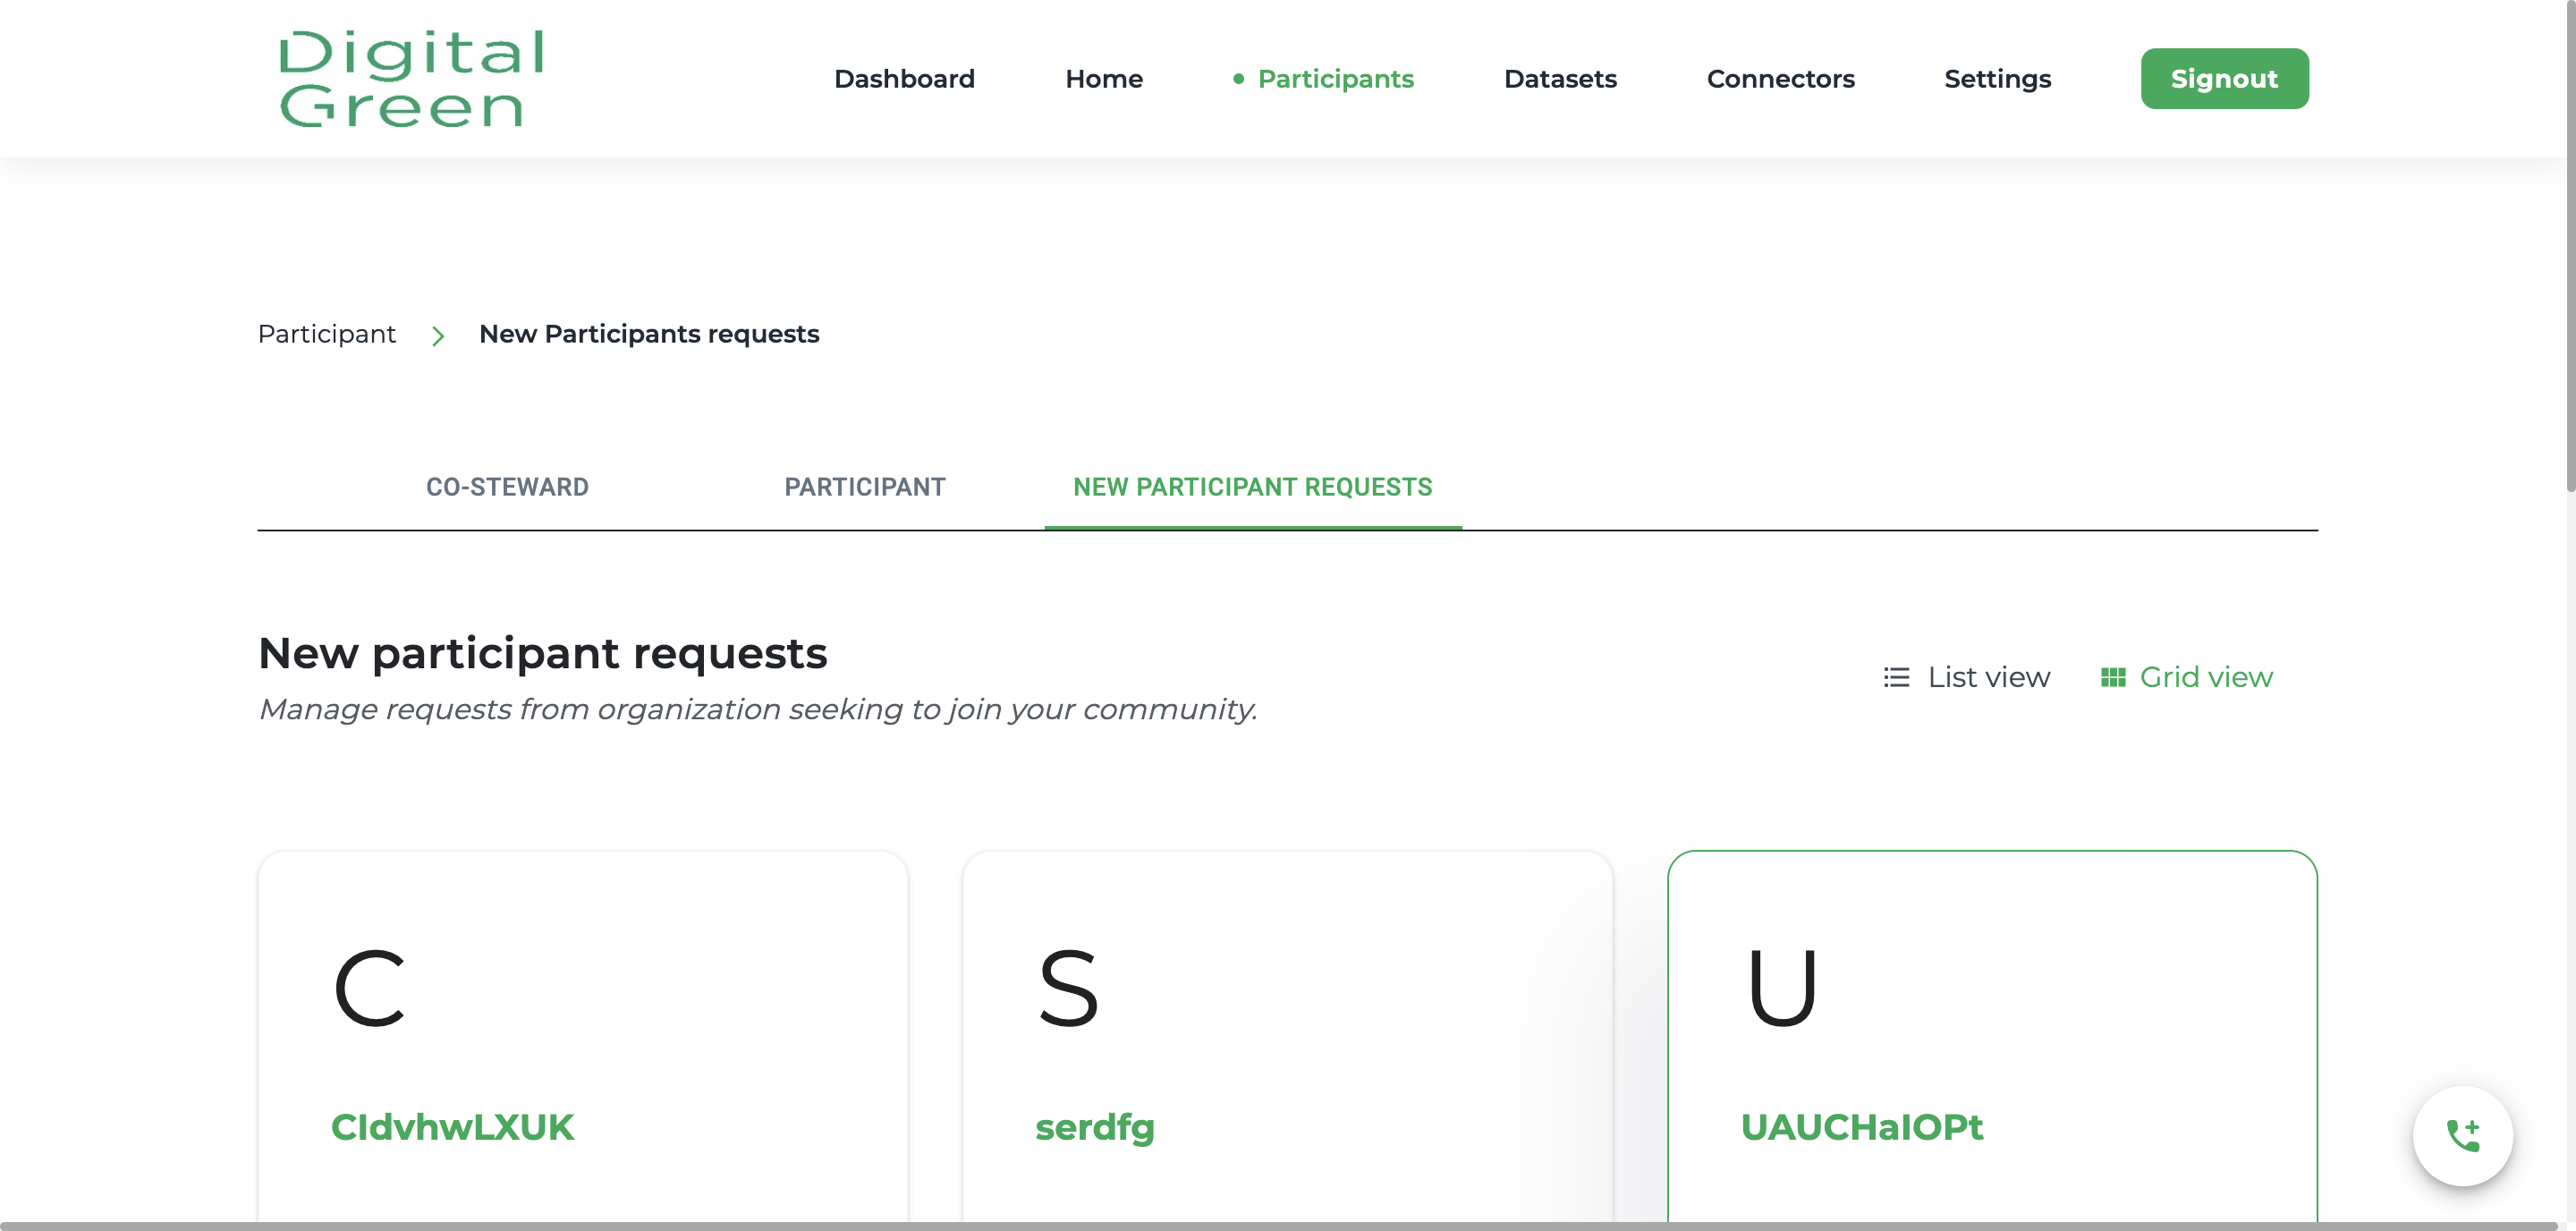 Digital
Green
Dashboard Home Participants Datasets Connectors Settings Signout
Participant New Participants requests
CO-STEWARD PARTICIPANT NEW PARTICIPANT REQUESTS
New participant requests
List view Grid view
Manage requests from organization seeking to join your community.
C S U
CIdvhwLXUK serdfg UAUCHaIOPt